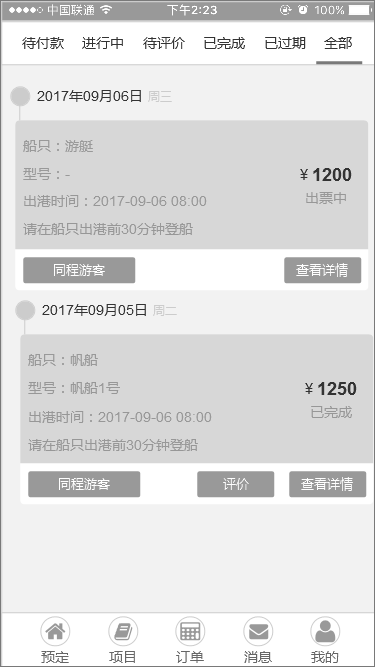 中国联通 下午2:23 100%
待付款 进行中 待评价 已完成 已过期 全部
2017年09月06日 周三
船只：游艇
型号：-
¥ 1200
出港时间：2017-09-06 08:00
出票中
请在船只出港前30分钟登船
同程游客 查看详情
2017年09月05日 周二
船只：帆船
型号：帆船1号
¥ 1250
出港时间：2017-09-06 08:00
已完成
请在船只出港前30分钟登船
同程游客 评价 查看详情
预定 项目 订单 消息 我的